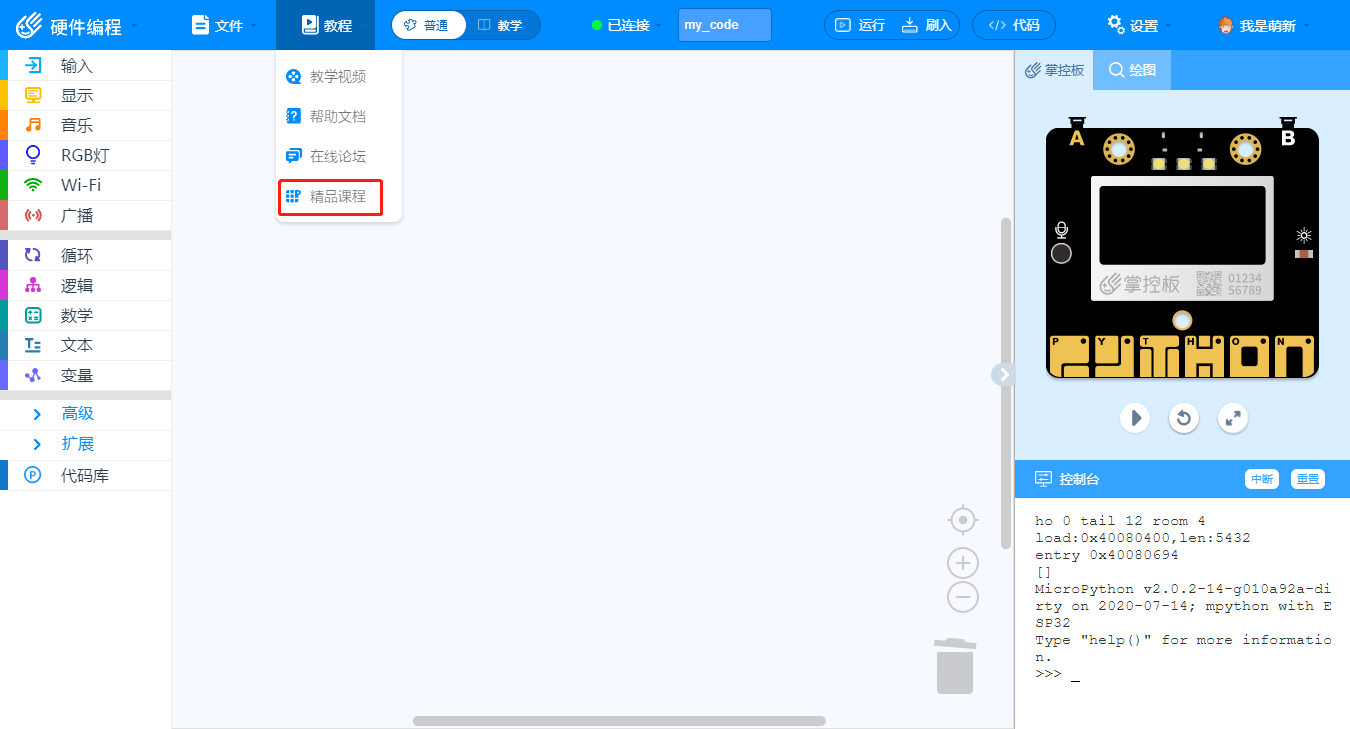 硬件编程
文件
教程
普通
教学
已连接
my_code
运行
刷入
代码
设置
我是萌新
输入
显示
音乐
RGB灯
Wi-Fi
广播
循环
逻辑
数学
文本
变量
高级
扩展
代码库
教学视频
帮助文档
在线论坛
精品课程
掌控板
绘图
A
B
掌控板
01234
56789
P Y T H O N
控制台
中断
重置
ho 0 tail 12 room 4
load:0x40080400,len:5432
entry 0x40080694
[]
MicroPython v2.0.2-14-g010a92a-di
rty on 2020-07-14; mpython with E
SP32
Type "help()" for more informatio
n.
>>> _